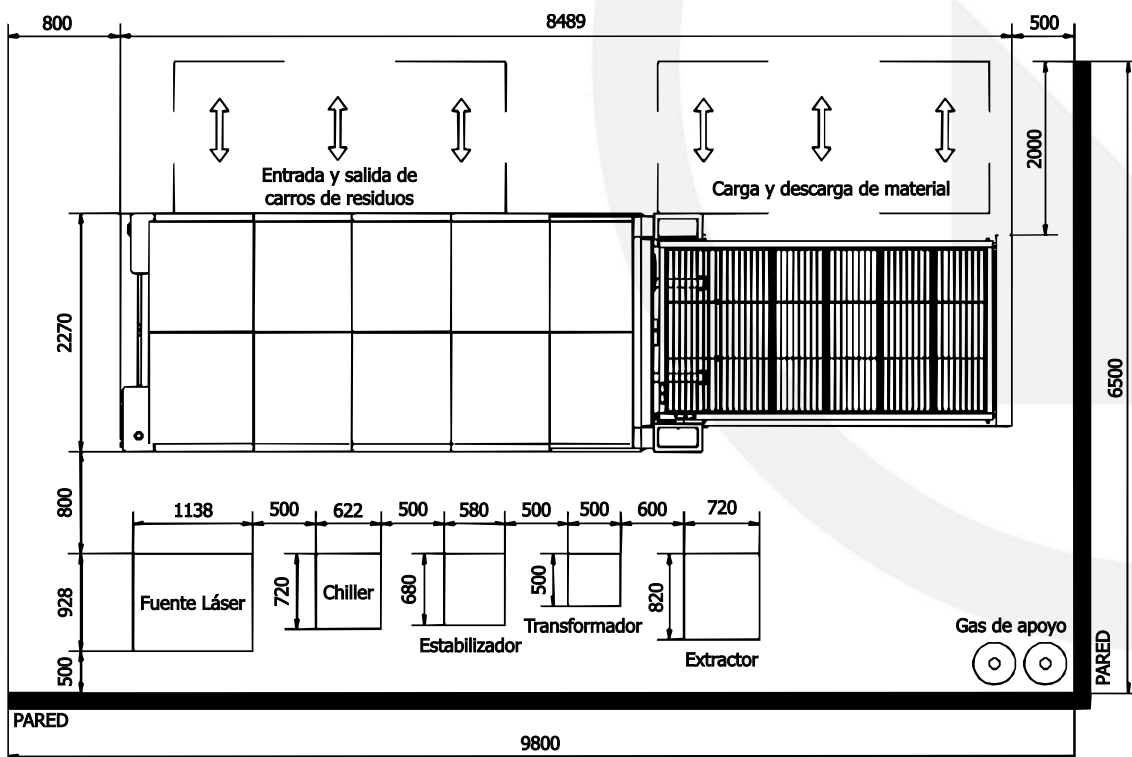 800
8489
500
Entrada y salida de
carros de residuos
Carga y descarga de material
2000
2270
6500
800
1138
500
622
500
580
500
500
600
720
928
Fuente Láser
720
Chiller
680
Estabilizador
500
Transformador
820
Extractor
Gas de apoyo
500
PARED
PARED
9800